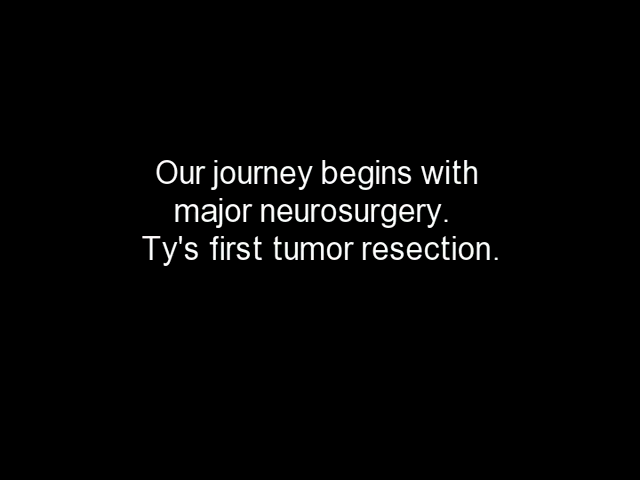 Our journey begins with
major neurosurgery.
Ty's first tumor resection.